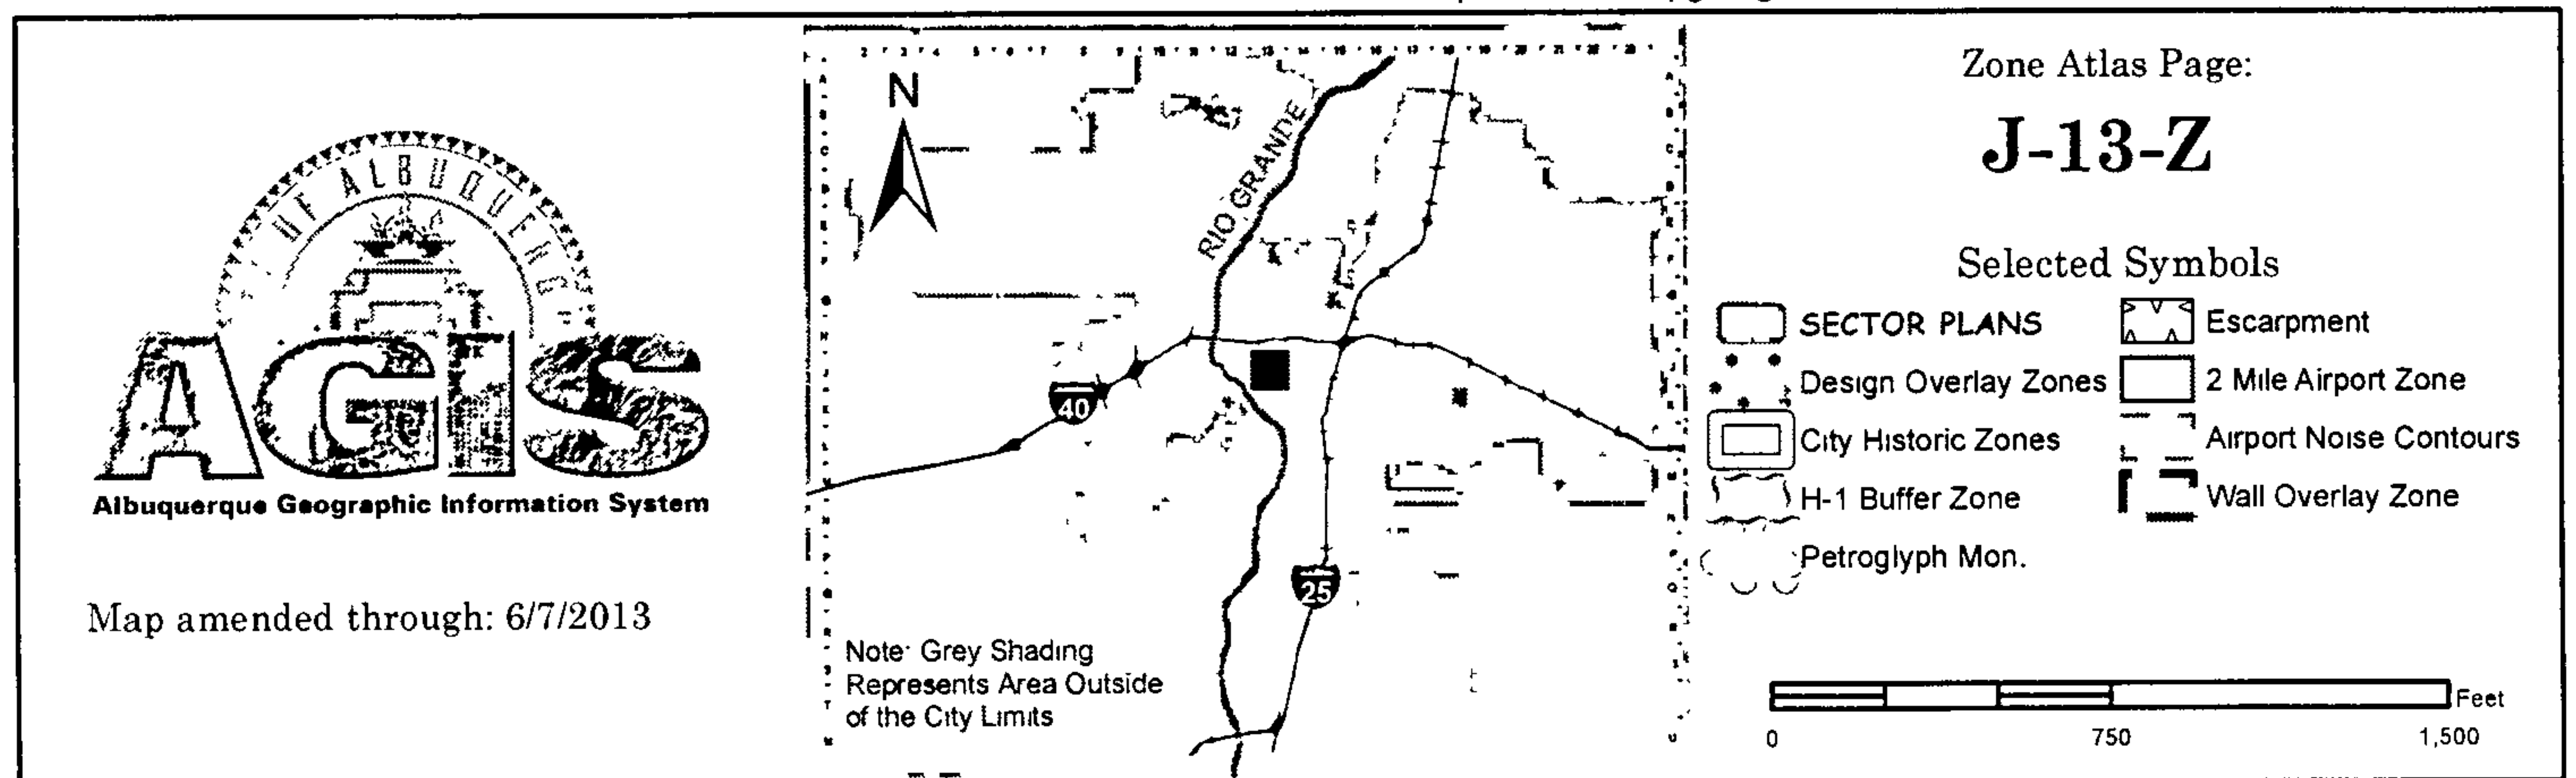 OF ALBUQUERQUE
AGIS
Albuquerque Geographic Information System
Map amended through: 6/7/2013
N
RIO GRANDE
40
25
Note: Grey Shading
Represents Area Outside
of the City Limits
Zone Atlas Page:
J-13-Z
Selected Symbols
SECTOR PLANS
Escarpment
Design Overlay Zones
2 Mile Airport Zone
City Historic Zones
Airport Noise Contours
H-1 Buffer Zone
Wall Overlay Zone
Petroglyph Mon.
Feet
0 750 1,500